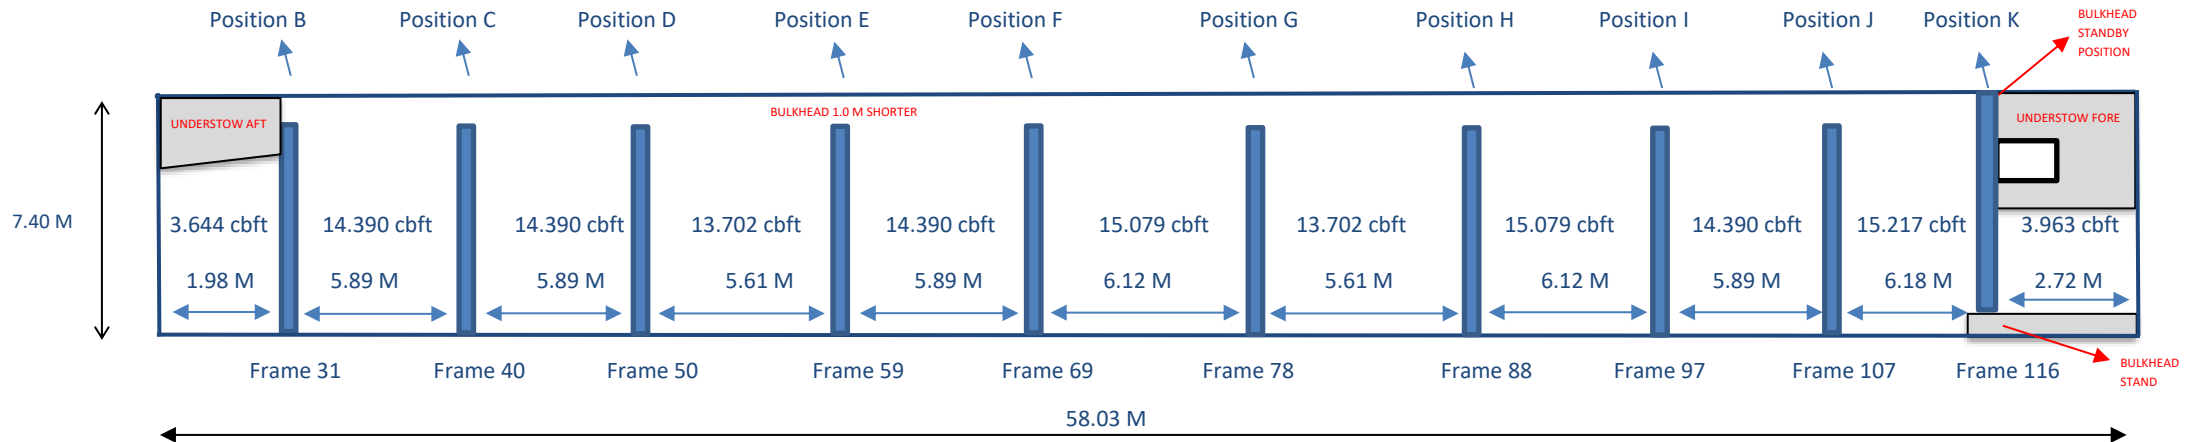 Position B
Position C
Position D
Position E
Position F
Position G
Position H
Position I
Position J
Position K
BULKHEAD
STANDBY
POSITION
UNDERSTOW AFT
BULKHEAD 1.0 M SHORTER
UNDERSTOW FORE
7.40 M
3.644 cbft
14.390 cbft
14.390 cbft
13.702 cbft
14.390 cbft
15.079 cbft
13.702 cbft
15.079 cbft
14.390 cbft
15.217 cbft
3.963 cbft
1.98 M
5.89 M
5.89 M
5.61 M
5.89 M
6.12 M
5.61 M
6.12 M
5.89 M
6.18 M
2.72 M
Frame 31
Frame 40
Frame 50
Frame 59
Frame 69
Frame 78
Frame 88
Frame 97
Frame 107
Frame 116
BULKHEAD
STAND
58.03 M